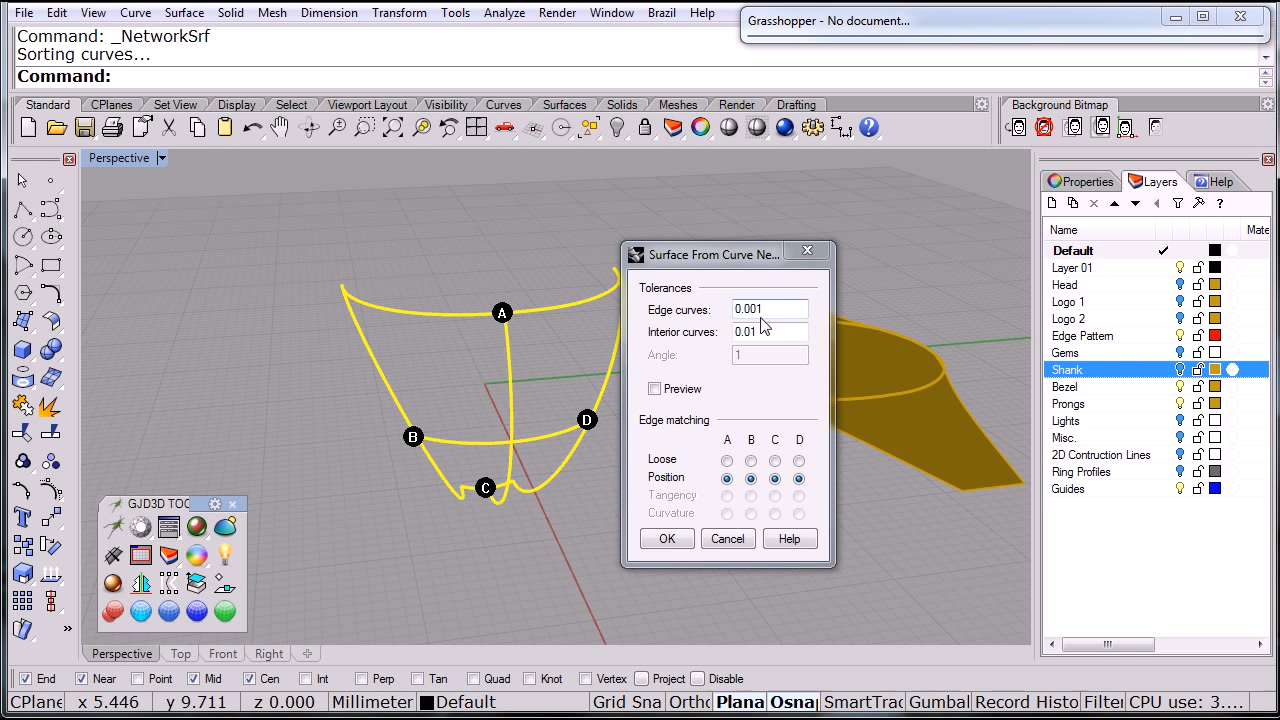 File Edit View Curve Surface Solid Mesh Dimension Transform Tools Analyze Render Window Brazil Help
Grasshopper - No document...
Command: _NetworkSrf
Sorting curves...
Command:
Standard CPlanes Set View Display Select Viewport Layout Visibility Curves Surfaces Solids Meshes Render Drafting
Background Bitmap
Perspective
Properties Layers Help
Name Mate
Default
Layer 01
Head
Logo 1
Logo 2
Edge Pattern
Gems
Shank
Bezel
Prongs
Lights
Misc.
2D Contruction Lines
Ring Profiles
Guides
A
B
C
D
Surface From Curve Ne...
Tolerances
Edge curves: 0.001
Interior curves: 0.01
Angle: 1
Preview
Edge matching
A B C D
Loose
Position
Tangency
Curvature
OK Cancel Help
GJD3D TOO
Perspective Top Front Right
End Near Point Mid Cen Int Perp Tan Quad Knot Vertex Project Disable
CPlane x 5.446 y 9.711 z 0.000 Millimeter Default Grid Sna Ortho Plana Osnap SmartTrac Gumbal Record Histo Filter CPU use: 3....